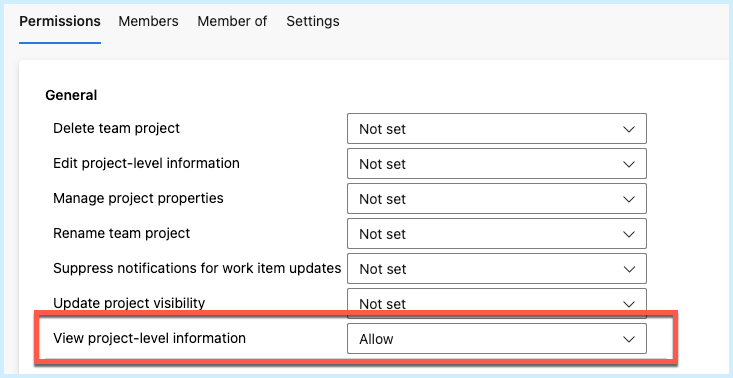 Permissions Members Member of Settings
General
Delete team project Not set
Edit project-level information Not set
Manage project properties Not set
Rename team project Not set
Suppress notifications for work item updates Not set
Update project visibility Not set
View project-level information Allow